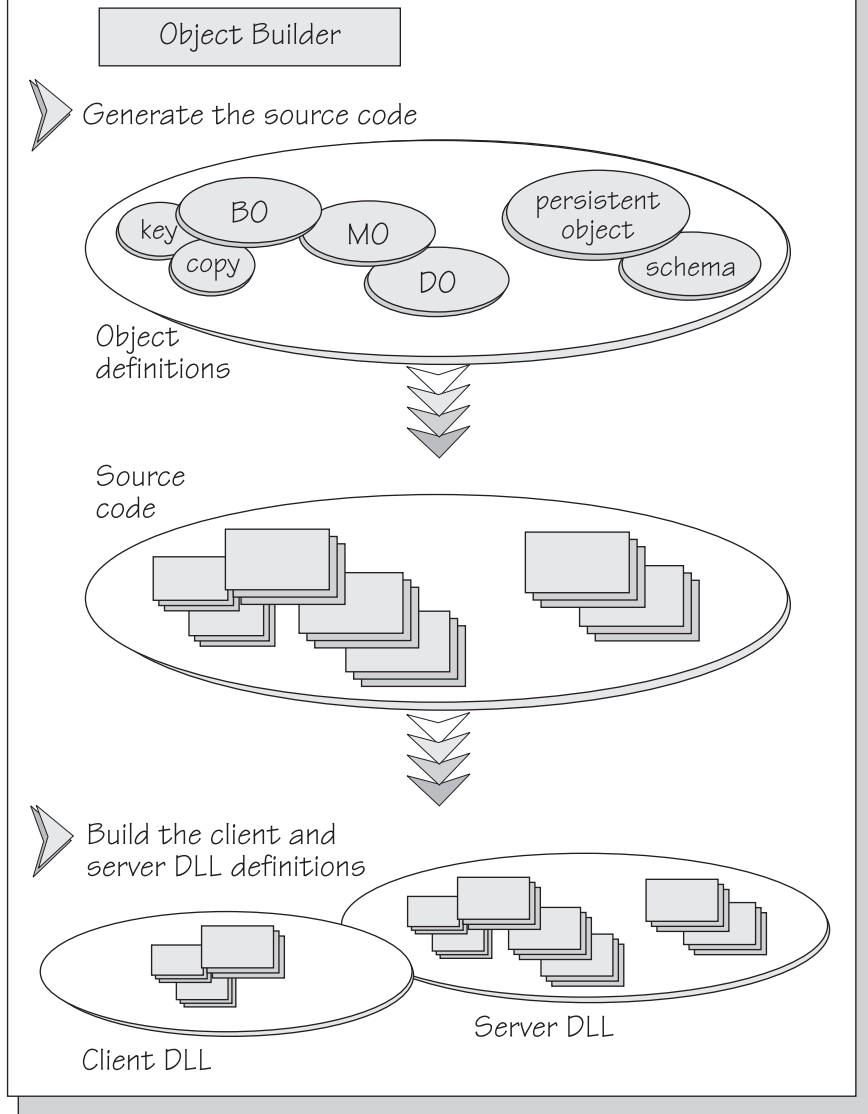 Object Builder
Generate the source code
key
BO
copy
MO
DO
persistent
object
schema
Object
definitions
Source
code
Build the client and
server DLL definitions
Server DLL
Client DLL